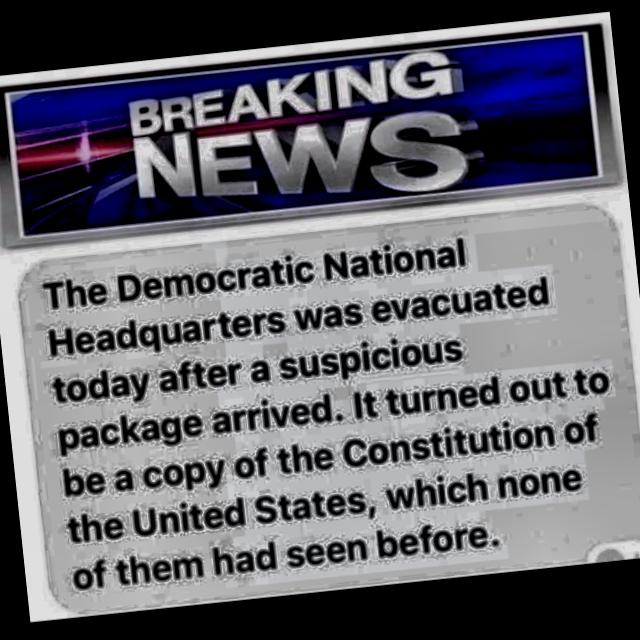 BREAKING
NEWS
The Democratic National
Headquarters was evacuated
today after a suspicious
package arrived. It turned out to
be a copy of the Constitution of
the United States, which none
of them had seen before.